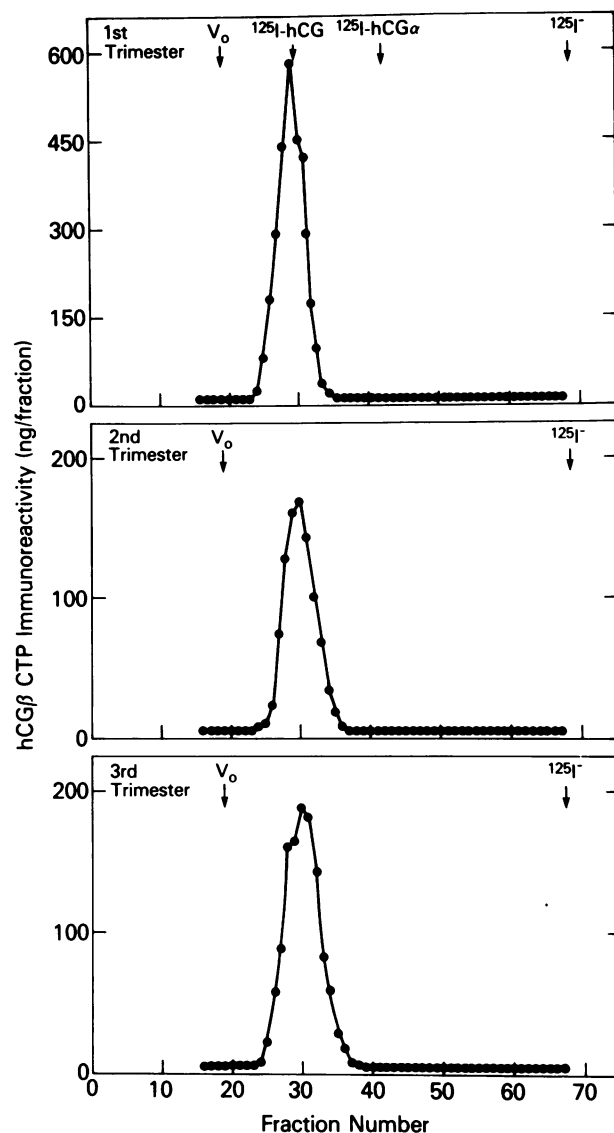 1st
Trimester
Vo
125I-hCG
125I-hCGα
125I-
600
450
300
150
0
2nd
Trimester
Vo
125I-
200
100
0
3rd
Trimester
Vo
125I-
200
100
0
hCGβ CTP Immunoreactivity (ng/fraction)
0 10 20 30 40 50 60 70
Fraction Number